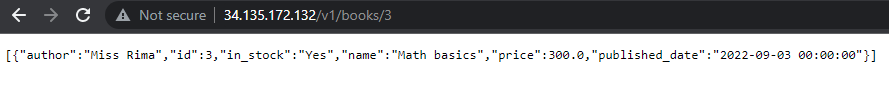 Not secure | 34.135.172.132/v1/books/3
[{"author":"Miss Rima","id":3,"in_stock":"Yes","name":"Math basics","price":300.0,"published_date":"2022-09-03 00:00:00"}]